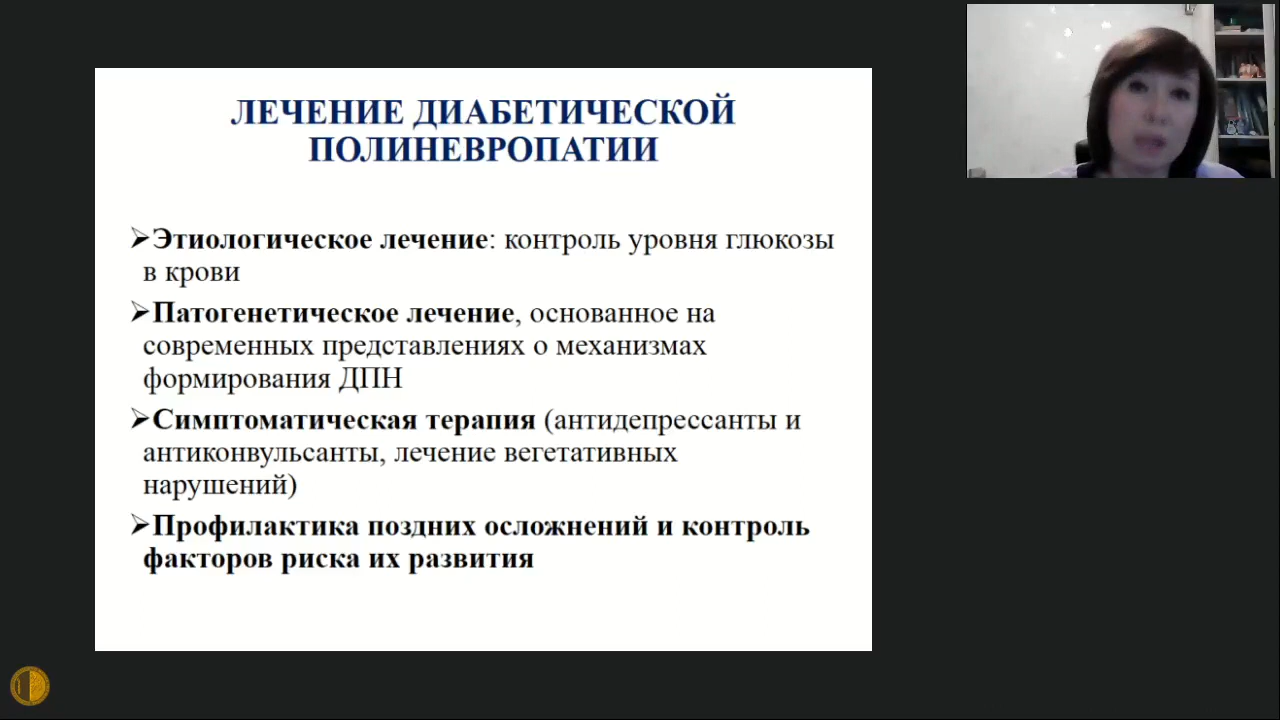 ЛЕЧЕНИЕ ДИАБЕТИЧЕСКОЙ
ПОЛИНЕВРОПАТИИ
➢Этиологическое лечение: контроль уровня глюкозы
в крови
➢Патогенетическое лечение, основанное на
современных представлениях о механизмах
формирования ДПН
➢Симптоматическая терапия (антидепрессанты и
антиконвульсанты, лечение вегетативных
нарушений)
➢Профилактика поздних осложнений и контроль
факторов риска их развития